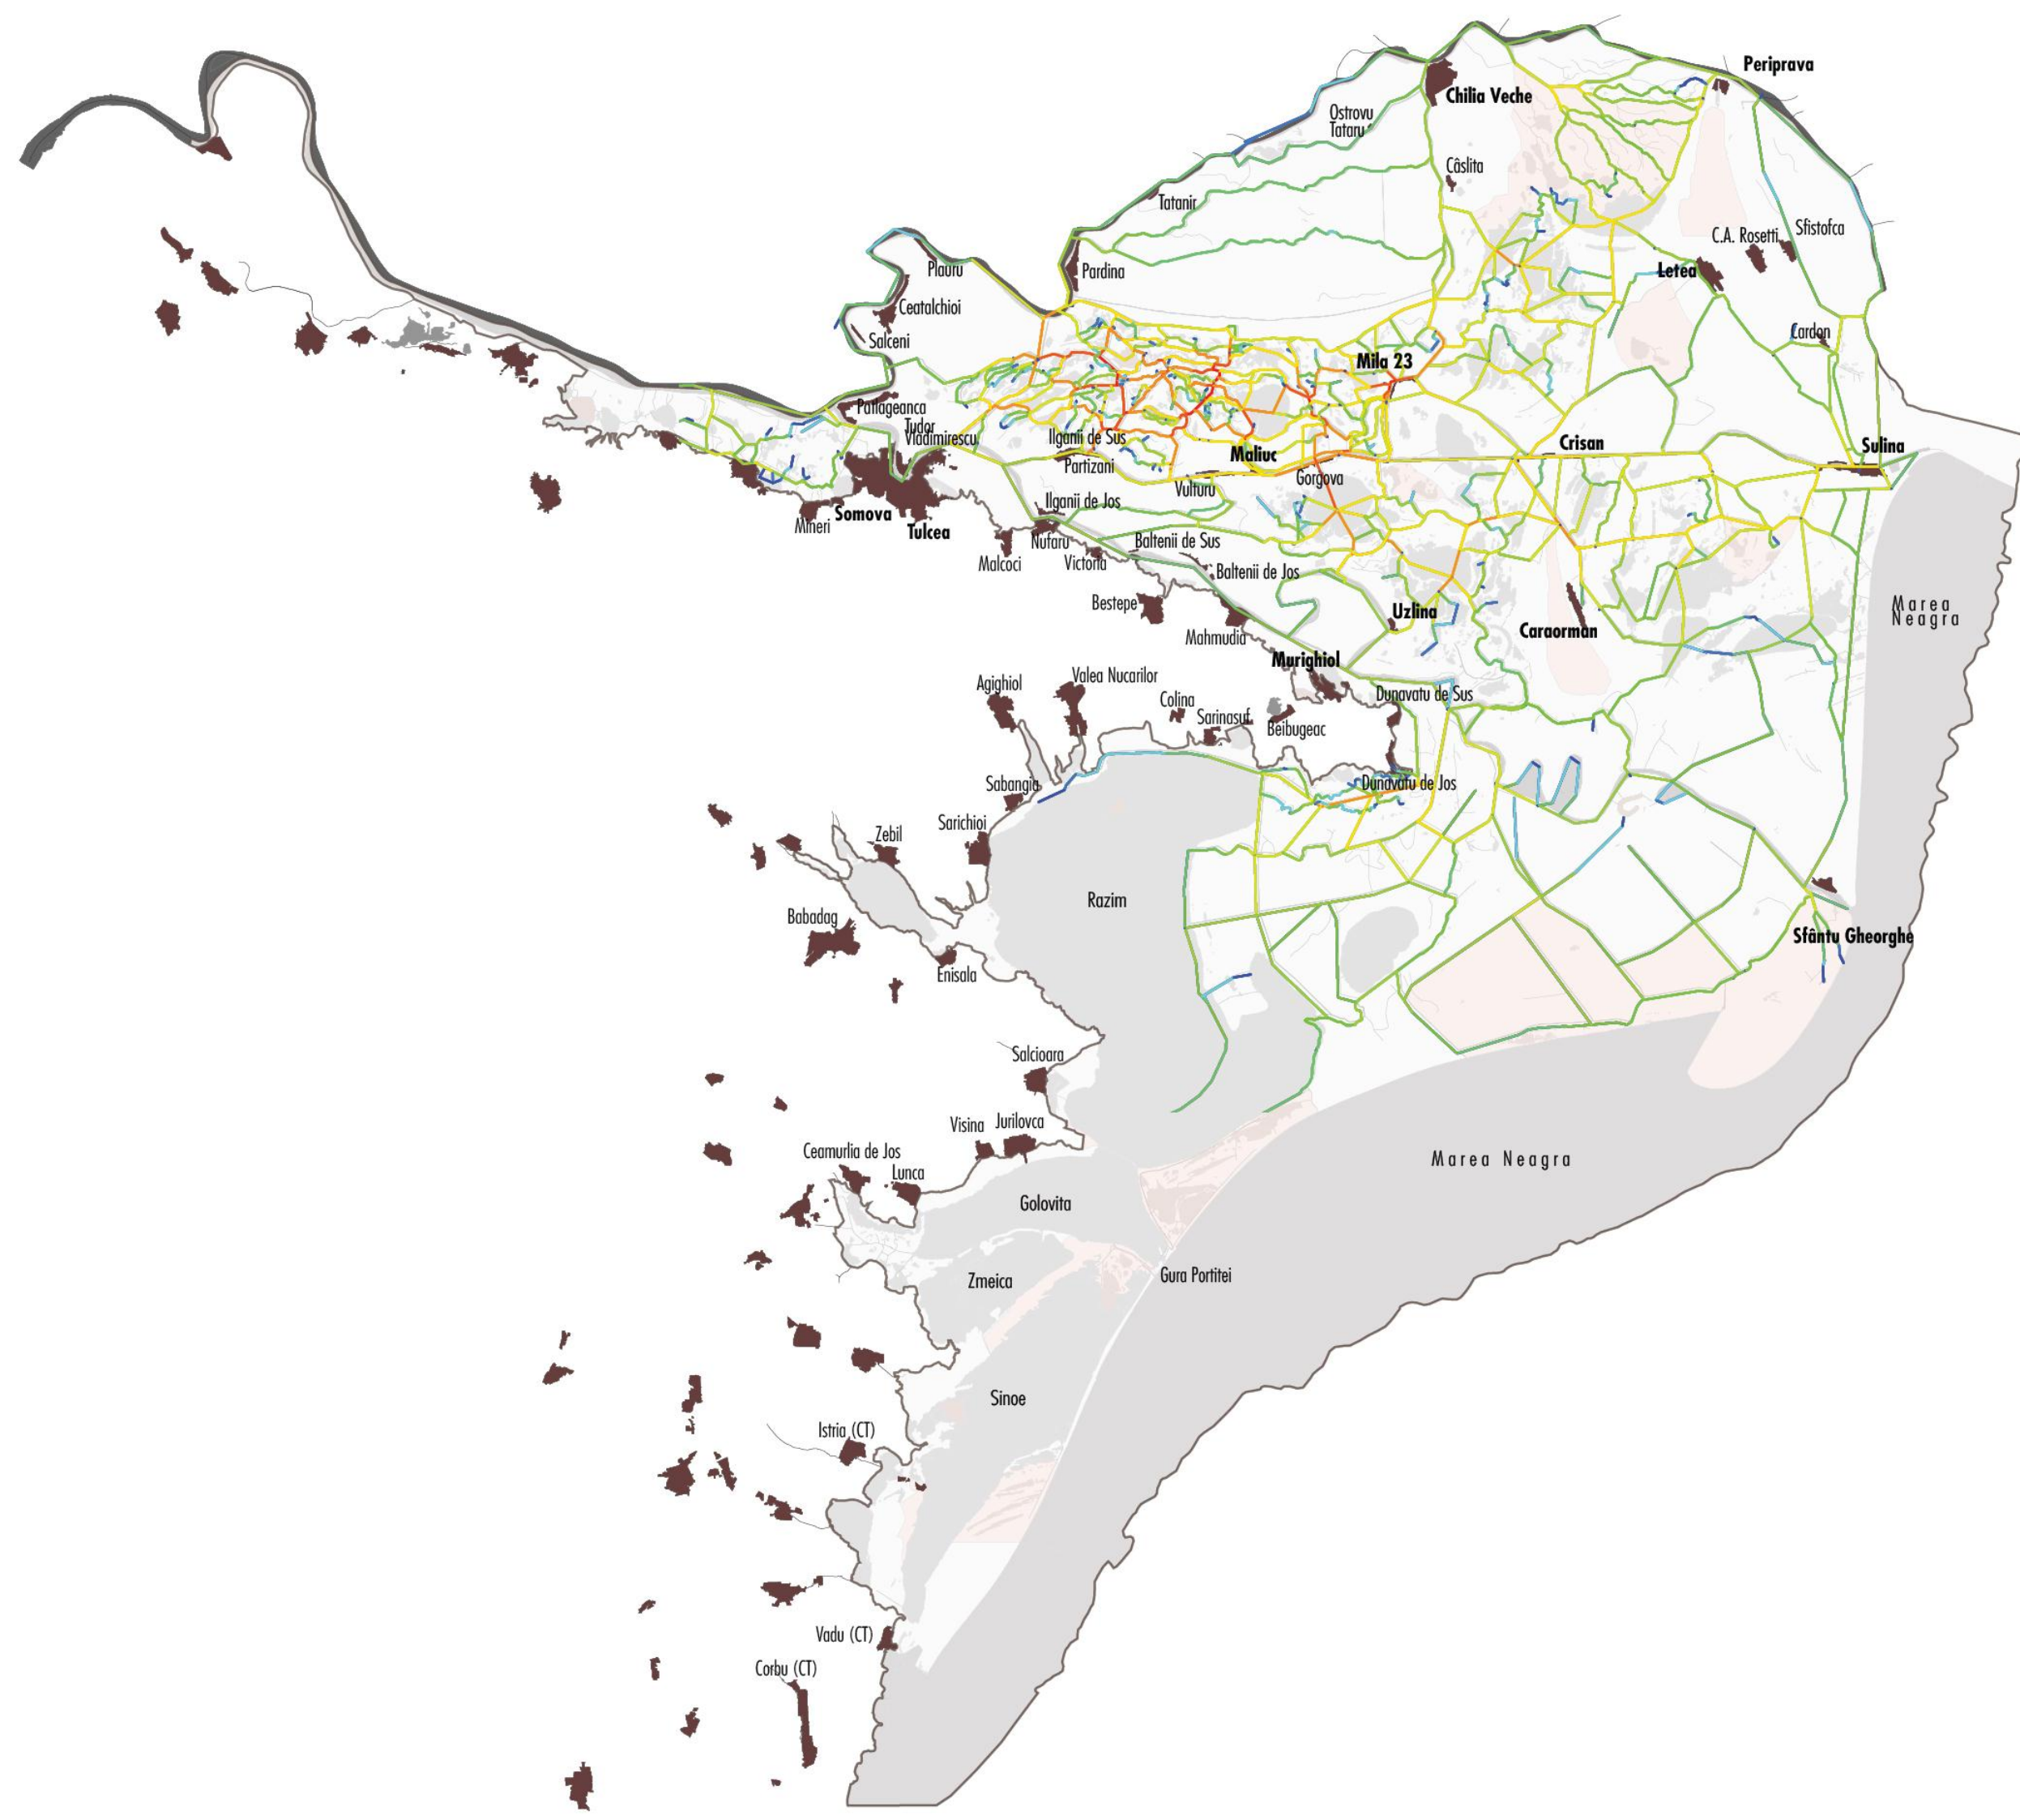 Periprava
Chilia Veche
Ostrovu
Tataru
Câslita
Tatanir
Sfistofca
C.A. Rosetti
Letea
Plauru
Pardina
Ceatalchioi
Salceni
Cardon
Mila 23
Patlageanca
Tudor
Vladimirescu
Ilganii de Sus
Partizani
Maliuc
Crisan
Sulina
Gorgova
Vulturu
Ilganii de Jos
Somova
Mineri
Tulcea
Nufaru
Malcoci
Victoria
Baltenii de Sus
Baltenii de Jos
Bestepe
Mahmudia
Uzlina
Caraorman
Marea
Neagra
Murighiol
Agighiol
Valea Nucarilor
Colina
Sarinasuf
Beibugeac
Dunavatu de Sus
Sabangia
Dunavatu de Jos
Sarichioi
Zebil
Razim
Babadag
Sfântu Gheorghe
Enisala
Salcioara
Visina
Jurilovca
Ceamurlia de Jos
Lunca
Marea Neagra
Golovita
Zmeica
Gura Portitei
Sinoe
Istria (CT)
Vadu (CT)
Corbu (CT)